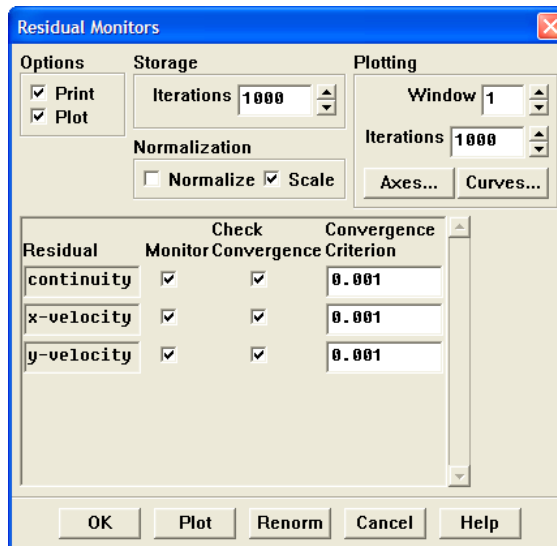 Residual Monitors
Options
Print
Plot
Storage
Iterations 1000
Normalization
Normalize Scale
Plotting
Window 1
Iterations 1000
Axes... Curves...
Check Convergence
Residual Monitor Convergence Criterion
continuity 0.001
x-velocity 0.001
y-velocity 0.001
OK Plot Renorm Cancel Help